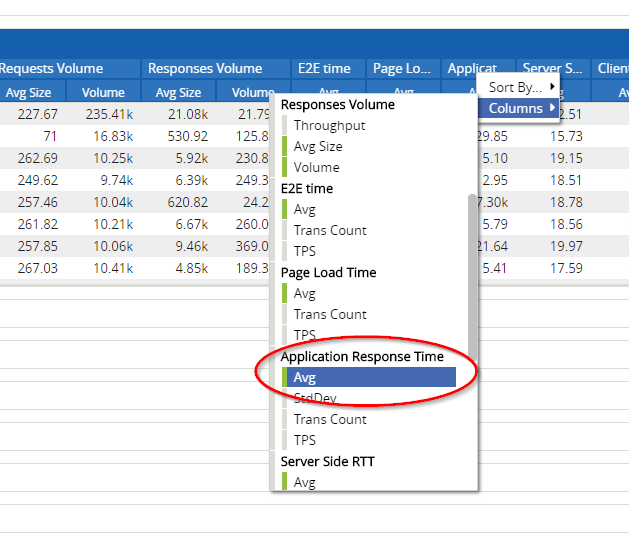 Requests Volume Responses Volume E2E time Page Lo... Applicat... Server S... Client
Avg Size Volume Avg Size Volume Avg Avg
Sort By...
Columns
227.67 235.41k 21.08k 21.79
71 16.83k 530.92 125.8 29.85 15.73
262.69 10.25k 5.92k 230.8 5.10 19.15
249.62 9.74k 6.39k 249.3 2.95 18.51
257.46 10.04k 620.82 24.2 7.30k 18.78
261.82 10.21k 6.67k 260.0 5.79 18.56
257.85 10.06k 9.46k 369.0 21.64 19.97
267.03 10.41k 4.85k 189.3 5.41 17.59
Responses Volume
Throughput
Avg Size
Volume
E2E time
Avg
Trans Count
TPS
Page Load Time
Avg
Trans Count
TPS
Application Response Time
Avg
StdDev
Trans Count
TPS
Server Side RTT
Avg